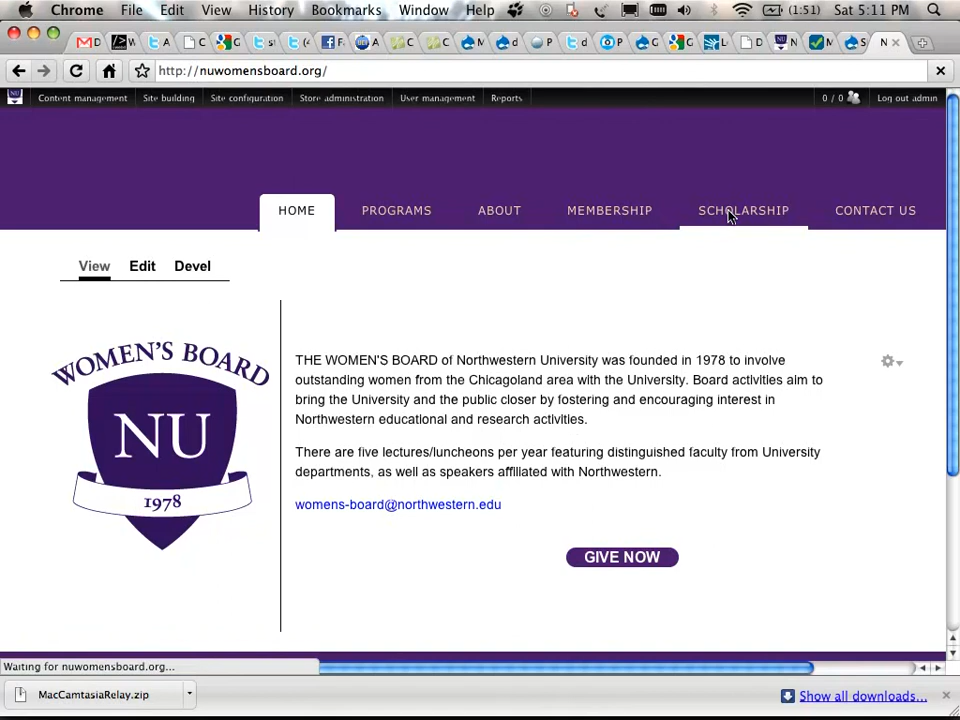 Chrome File Edit View History Bookmarks Window Help (1:51) Sat 5:11 PM
http://nuwomensboard.org/
Content management Site building Site configuration Store administration User management Reports 0 / 0 Log out admin
HOME PROGRAMS ABOUT MEMBERSHIP SCHOLARSHIP CONTACT US
View Edit Devel
WOMEN'S BOARD
NU
1978
THE WOMEN'S BOARD of Northwestern University was founded in 1978 to involve
outstanding women from the Chicagoland area with the University. Board activities aim to
bring the University and the public closer by fostering and encouraging interest in
Northwestern educational and research activities.
There are five lectures/luncheons per year featuring distinguished faculty from University
departments, as well as speakers affiliated with Northwestern.
womens-board@northwestern.edu
GIVE NOW
Waiting for nuwomensboard.org...
MacCamtasiaRelay.zip
Show all downloads...